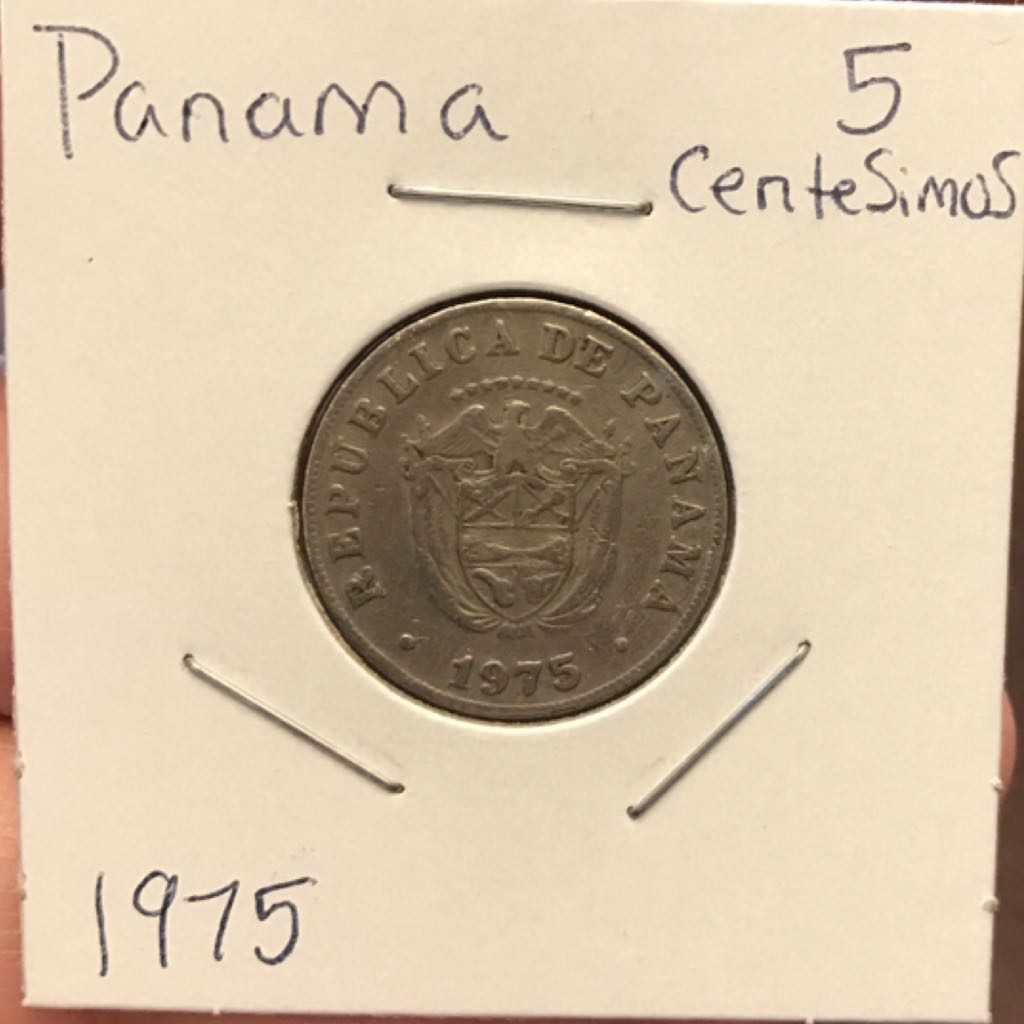 Panama
5
Centesimos
REPUBLICA DE PANAMA
1975
1975